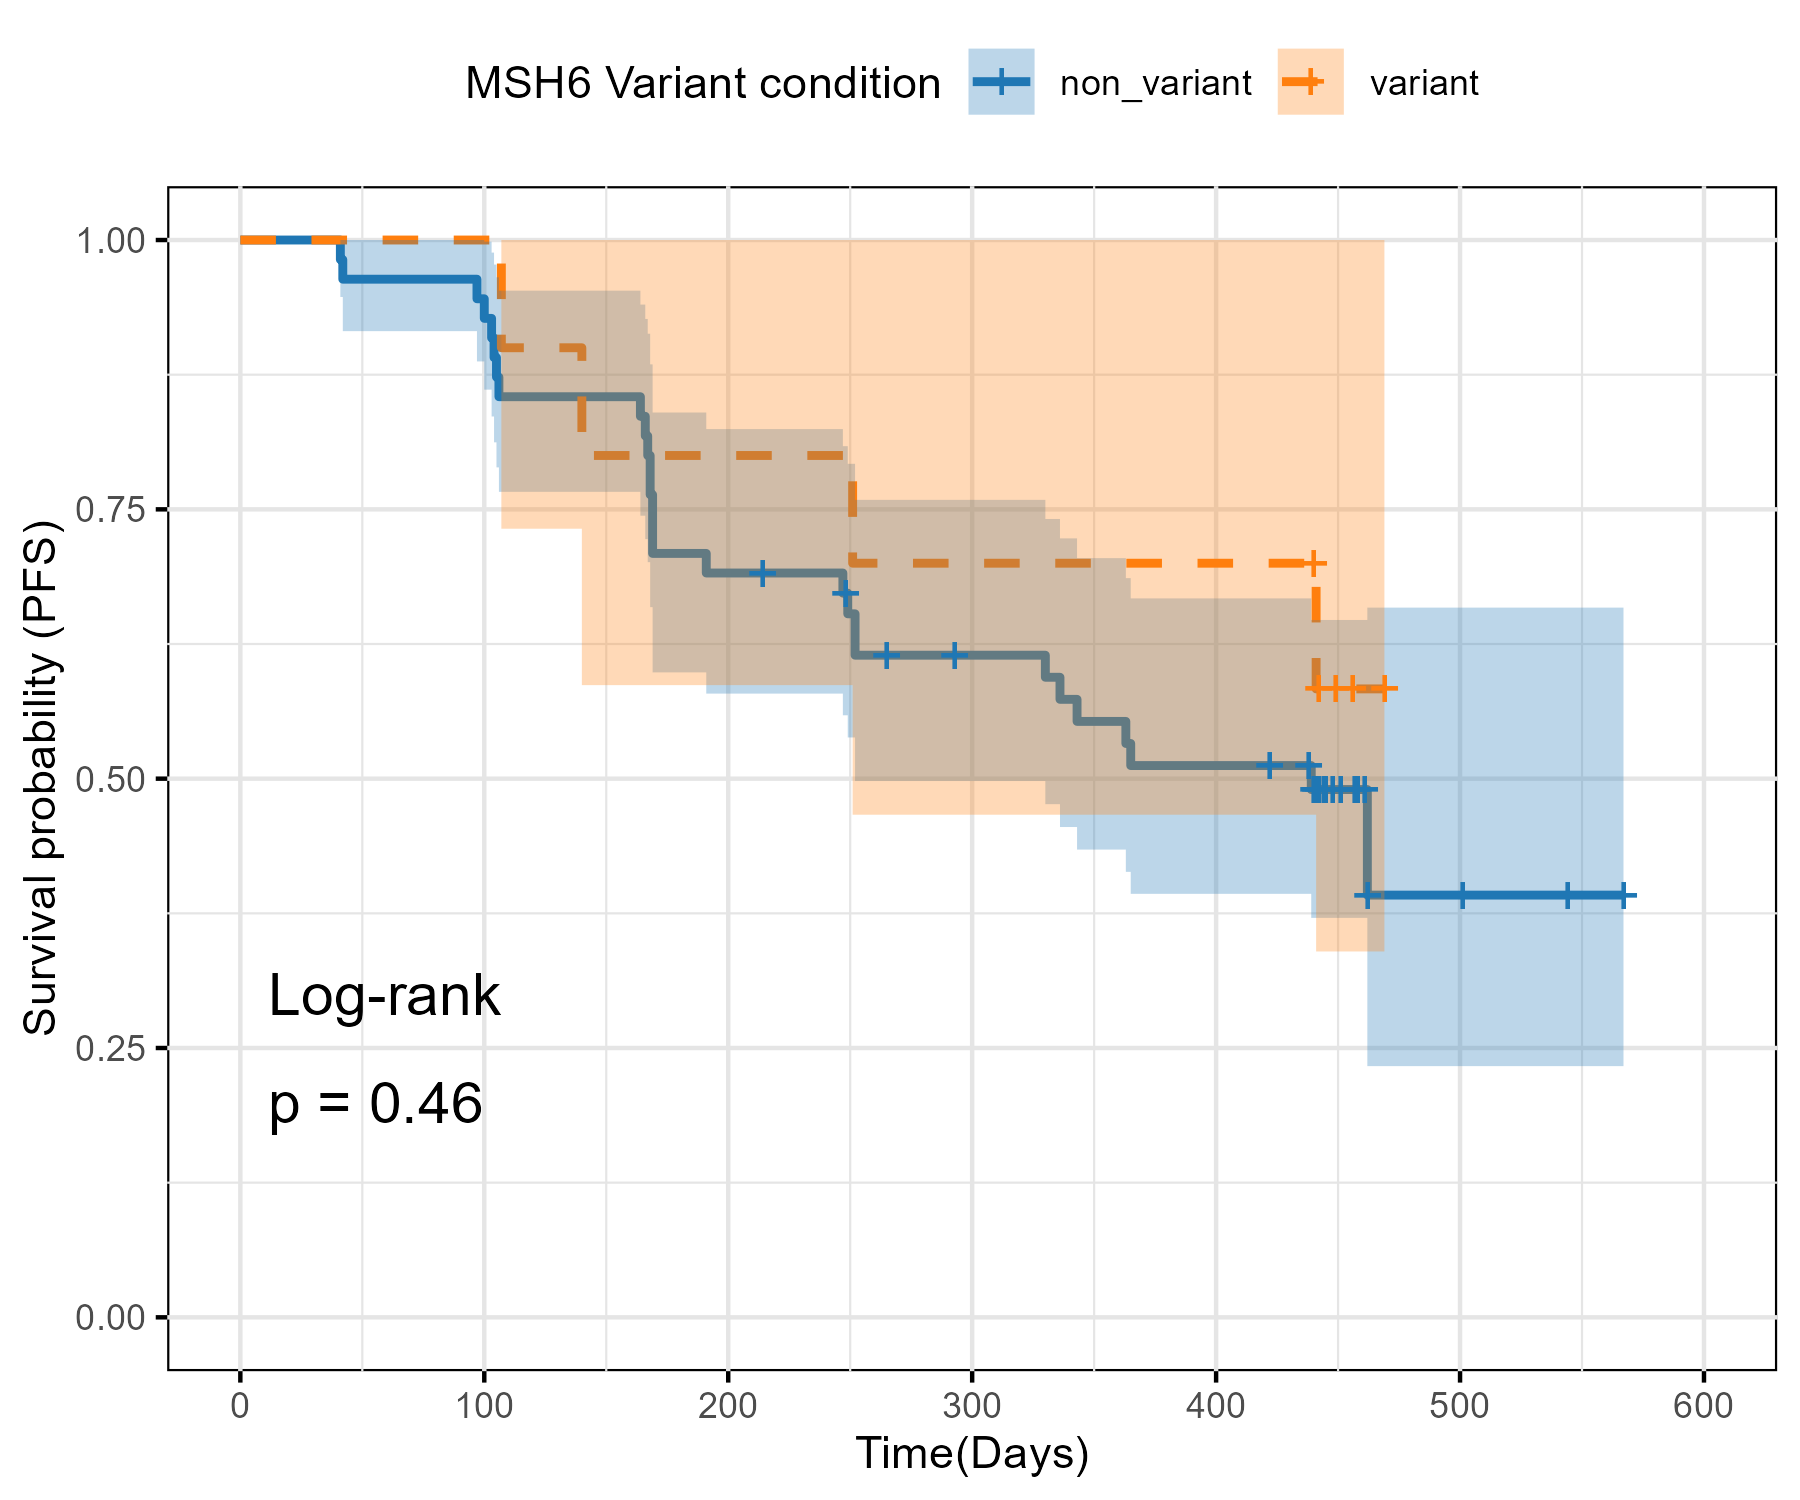 MSH6 Variant condition non_variant variant
Survival probability (PFS)
1.00
0.75
0.50
0.25
0.00
Log-rank
p = 0.46
0 100 200 300 400 500 600
Time(Days)